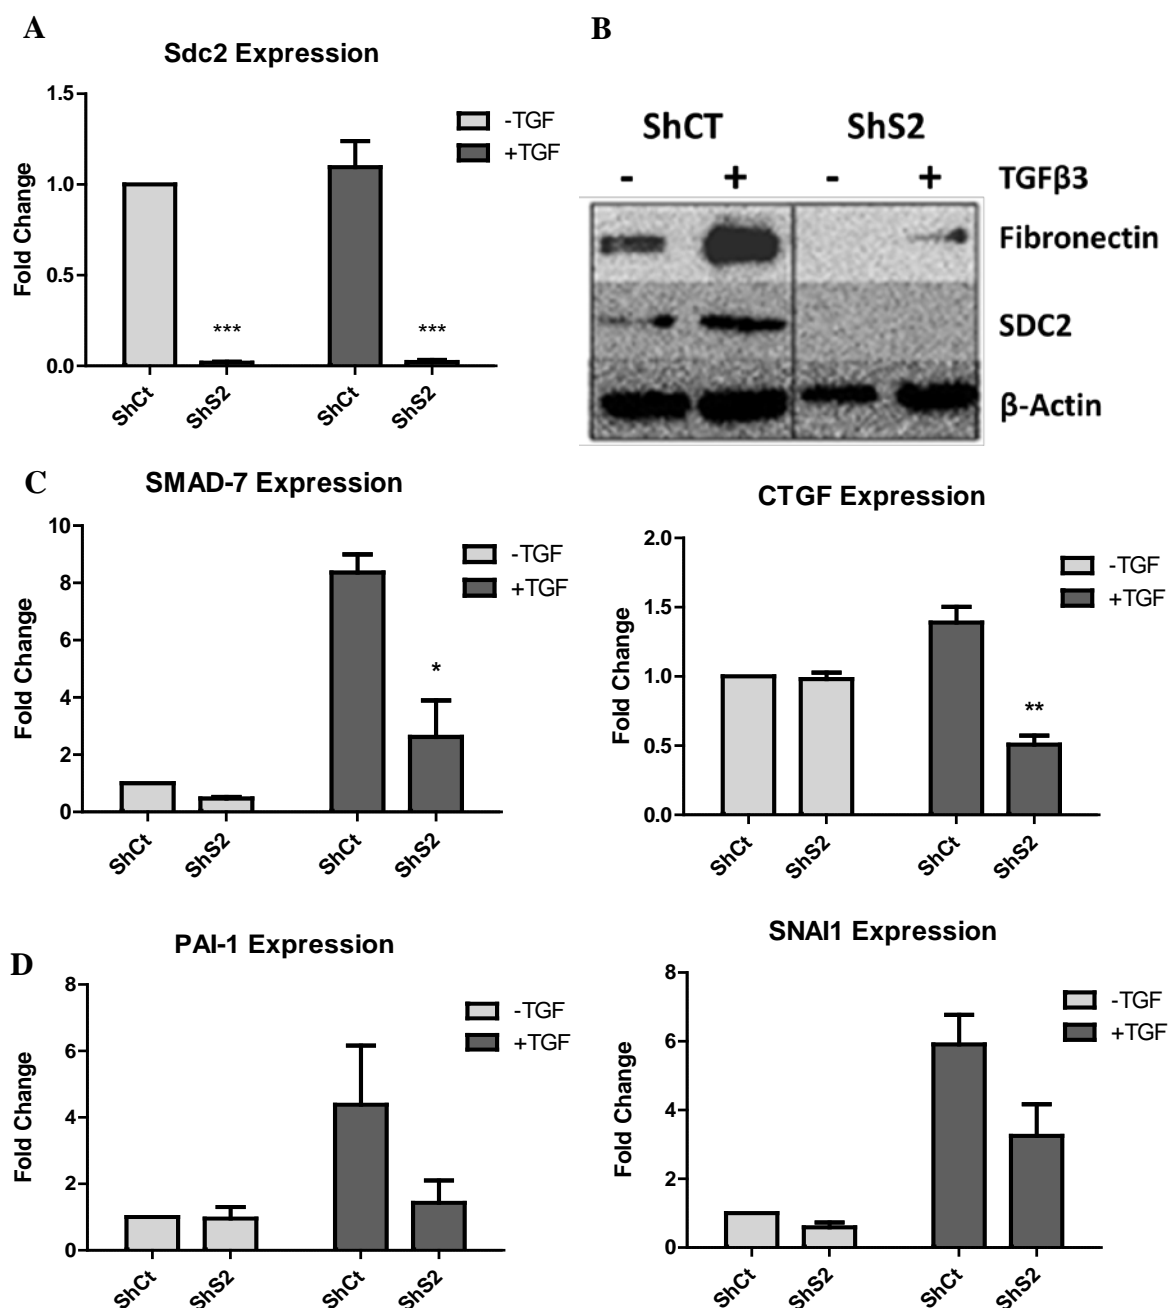 A
Sdc2 Expression
Fold Change
1.5
1.0
0.5
0.0
***
***
ShCt
ShS2
ShCt
ShS2
-TGF
+TGF
B
ShCT ShS2
- + - + TGFβ3
Fibronectin
SDC2
β-Actin
C
SMAD-7 Expression
Fold Change
10
8
6
4
2
0
*
ShCt
ShS2
ShCt
ShS2
-TGF
+TGF
CTGF Expression
Fold Change
2.0
1.5
1.0
0.5
0.0
**
ShCt
ShS2
ShCt
ShS2
-TGF
+TGF
D
PAI-1 Expression
Fold Change
8
6
4
2
0
ShCt
ShS2
ShCt
ShS2
-TGF
+TGF
SNAI1 Expression
Fold Change
8
6
4
2
0
ShCt
ShS2
ShCt
ShS2
-TGF
+TGF